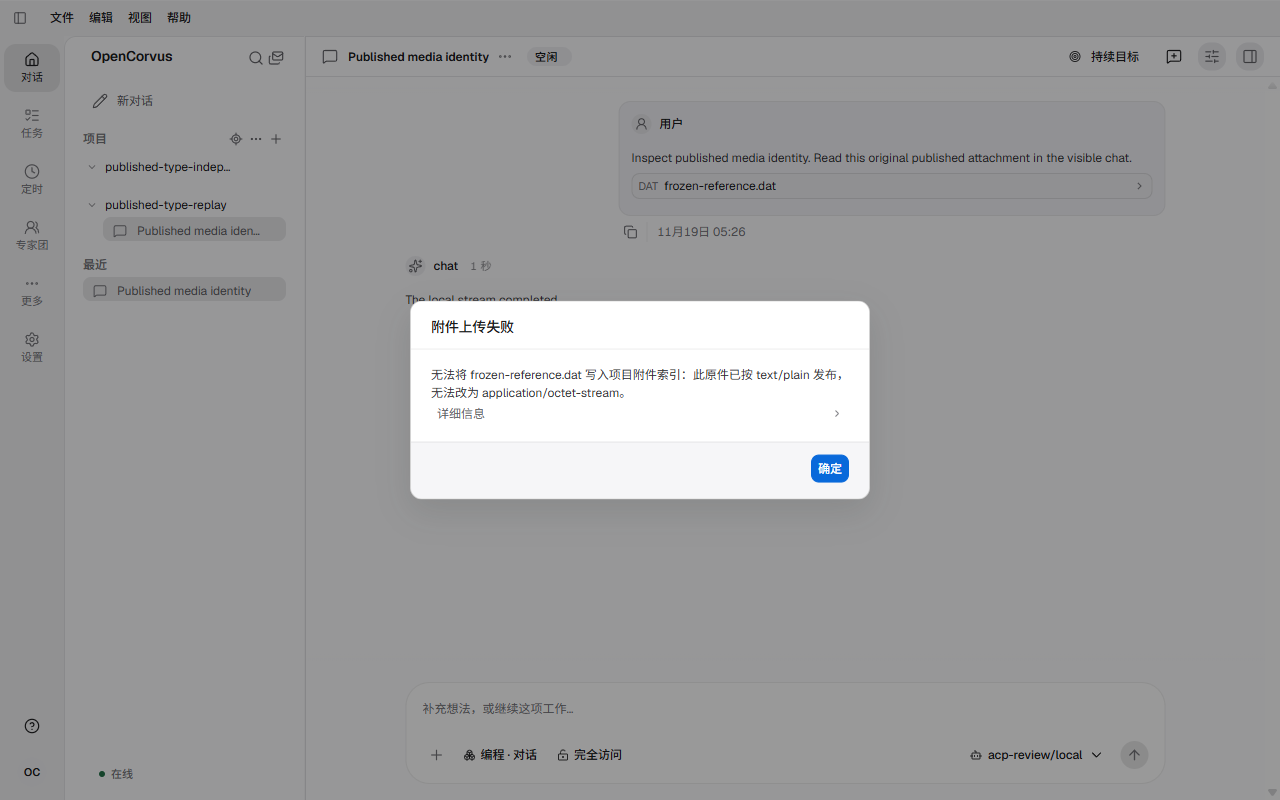 文件 编辑 视图 帮助
对话
任务
定时
专家团
更多
设置
OC
OpenCorvus
新对话
项目
published-type-indep...
published-type-replay
Published media iden...
最近
Published media identity
在线
Published media identity
空闲
持续目标
用户
Inspect published media identity. Read this original published attachment in the visible chat.
DAT frozen-reference.dat
11月19日 05:26
chat 1 秒
The local stream completed
附件上传失败
无法将 frozen-reference.dat 写入项目附件索引：此原件已按 text/plain 发布，
无法改为 application/octet-stream。
详细信息
确定
补充想法，或继续这项工作...
编程 · 对话 完全访问 acp-review/local